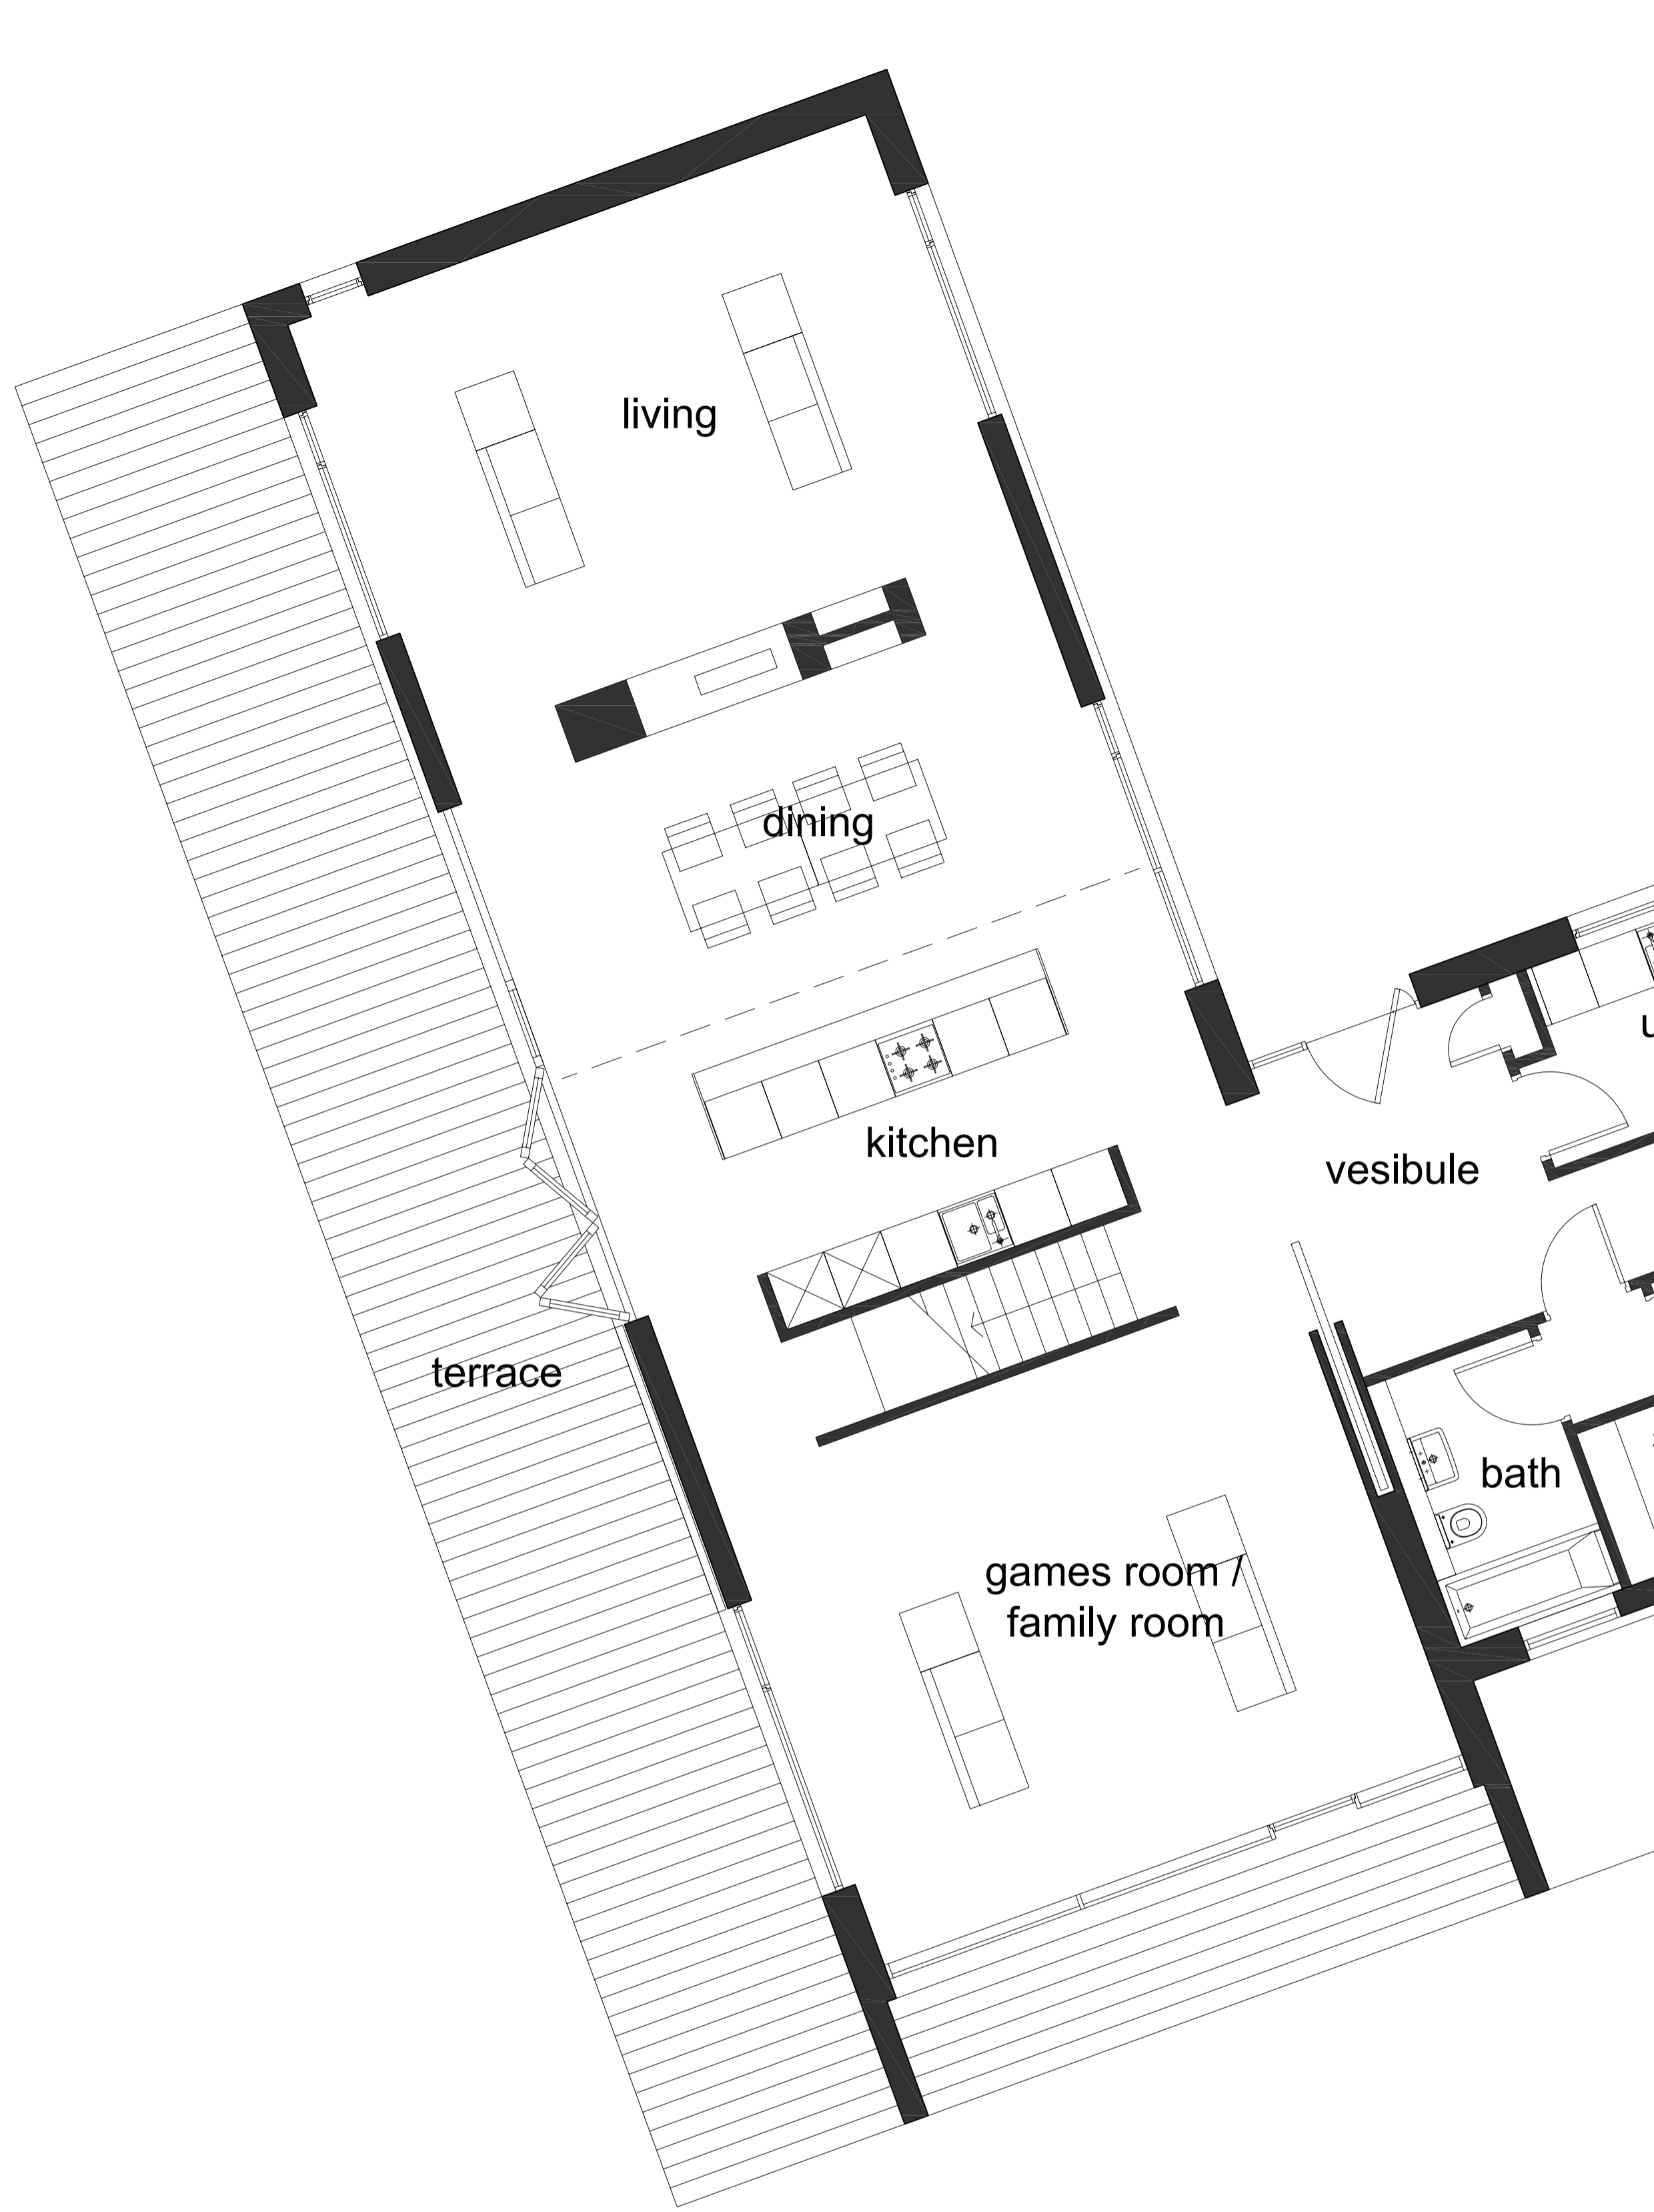 living
dining
kitchen
vesibule
terrace
bath
games room /
family room